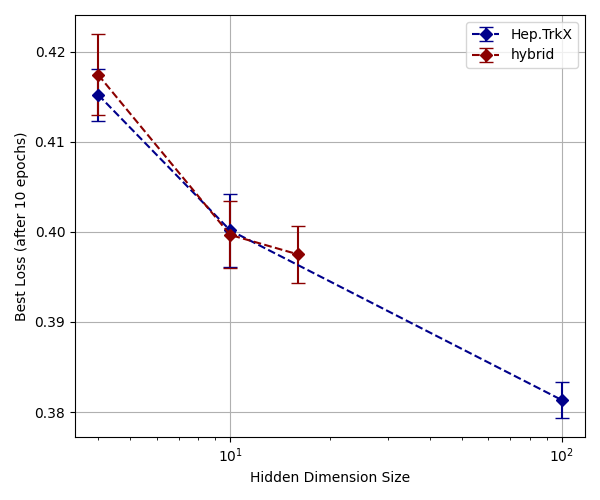 Hep.TrkX
hybrid
0.42
0.41
0.40
0.39
0.38
Best Loss (after 10 epochs)
10¹
10²
Hidden Dimension Size